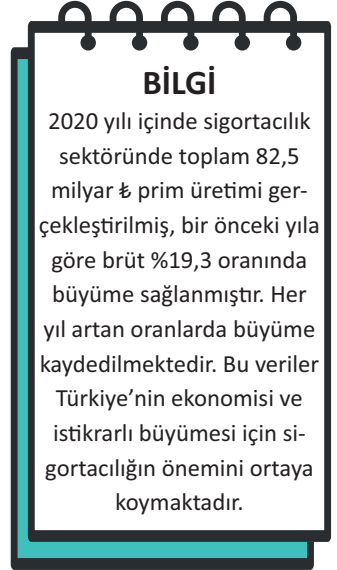 BİLGİ
2020 yılı içinde sigortacılık
sektöründe toplam 82,5
milyar ₺ prim üretimi ger-
çekleştirilmiş, bir önceki yıla
göre brüt %19,3 oranında
büyüme sağlanmıştır. Her
yıl artan oranlarda büyüme
kaydedilmektedir. Bu veriler
Türkiye’nin ekonomisi ve
istikrarlı büyümesi için si-
gortacılığın önemini ortaya
koymaktadır.